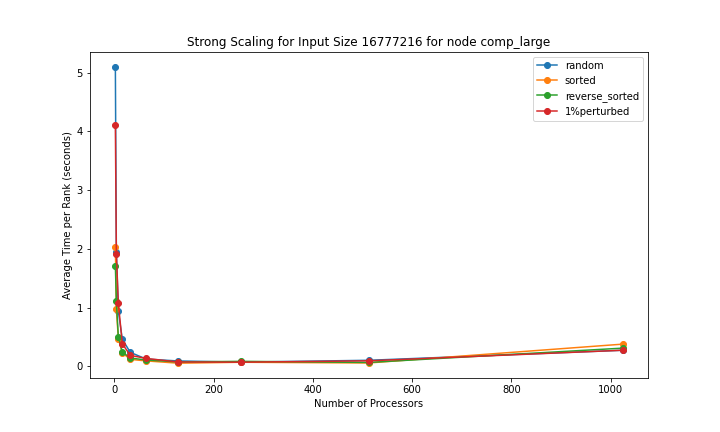 Strong Scaling for Input Size 16777216 for node comp_large
random
sorted
reverse_sorted
1%perturbed
Average Time per Rank (seconds)
5
4
3
2
1
0
0
200
400
600
800
1000
Number of Processors